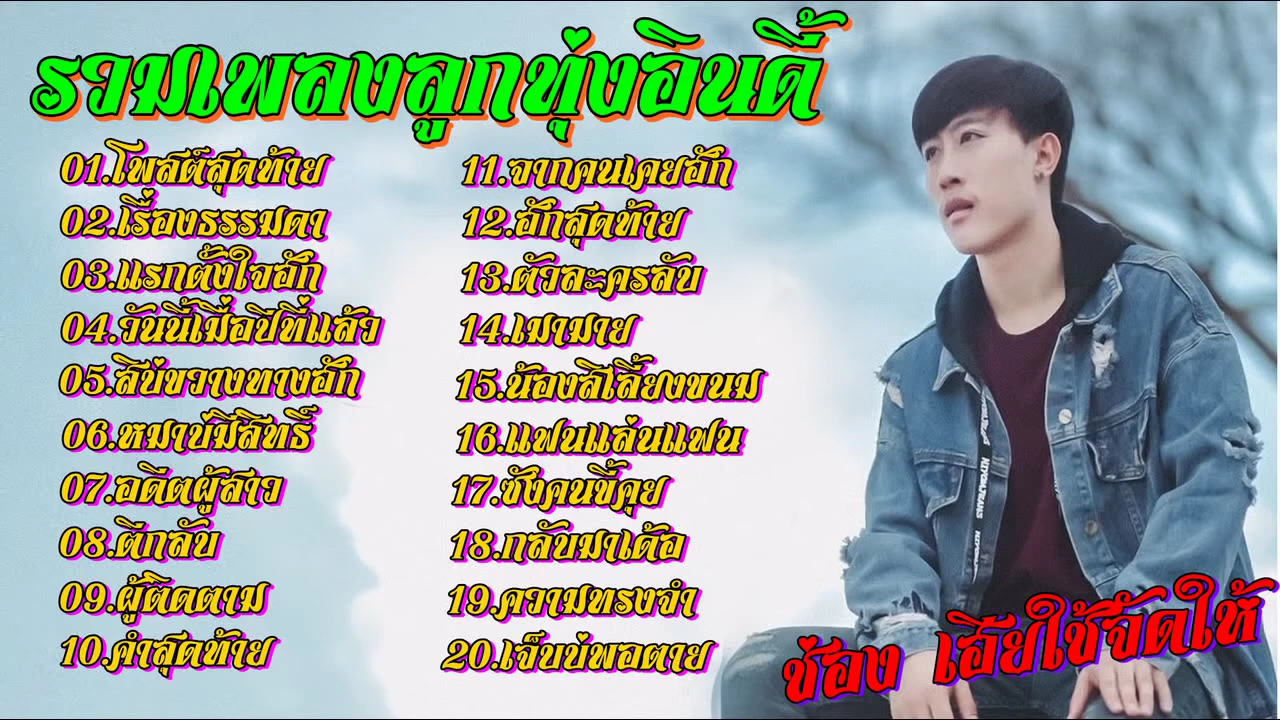 รวมเพลงลูกทุ่งอินดี้
01.โพสต์สุดท้าย
02.เรื่องธรรมดา
03.แรกตั้งใจฮัก
04.วันนี้เมื่อปีที่แล้ว
05.สิบ่ขวางทางฮัก
06.หมาบ่มีสิทธิ์
07.อดีตผู้สาว
08.ตีกลับ
09.ผู้ติดตาม
10.คำสุดท้าย
11.จากคนเคยฮัก
12.ฮักสุดท้าย
13.ตัวละครลับ
14.เมามาย
15.น้องสิเลี้ยงขนม
16.แฟนแล่นแฟน
17.ซังคนขี้คุย
18.กลับมาเด้อ
19.ความทรงจำ
20.เจ็บบ่พอตาย
ช่อง เฮียใช้จัดให้